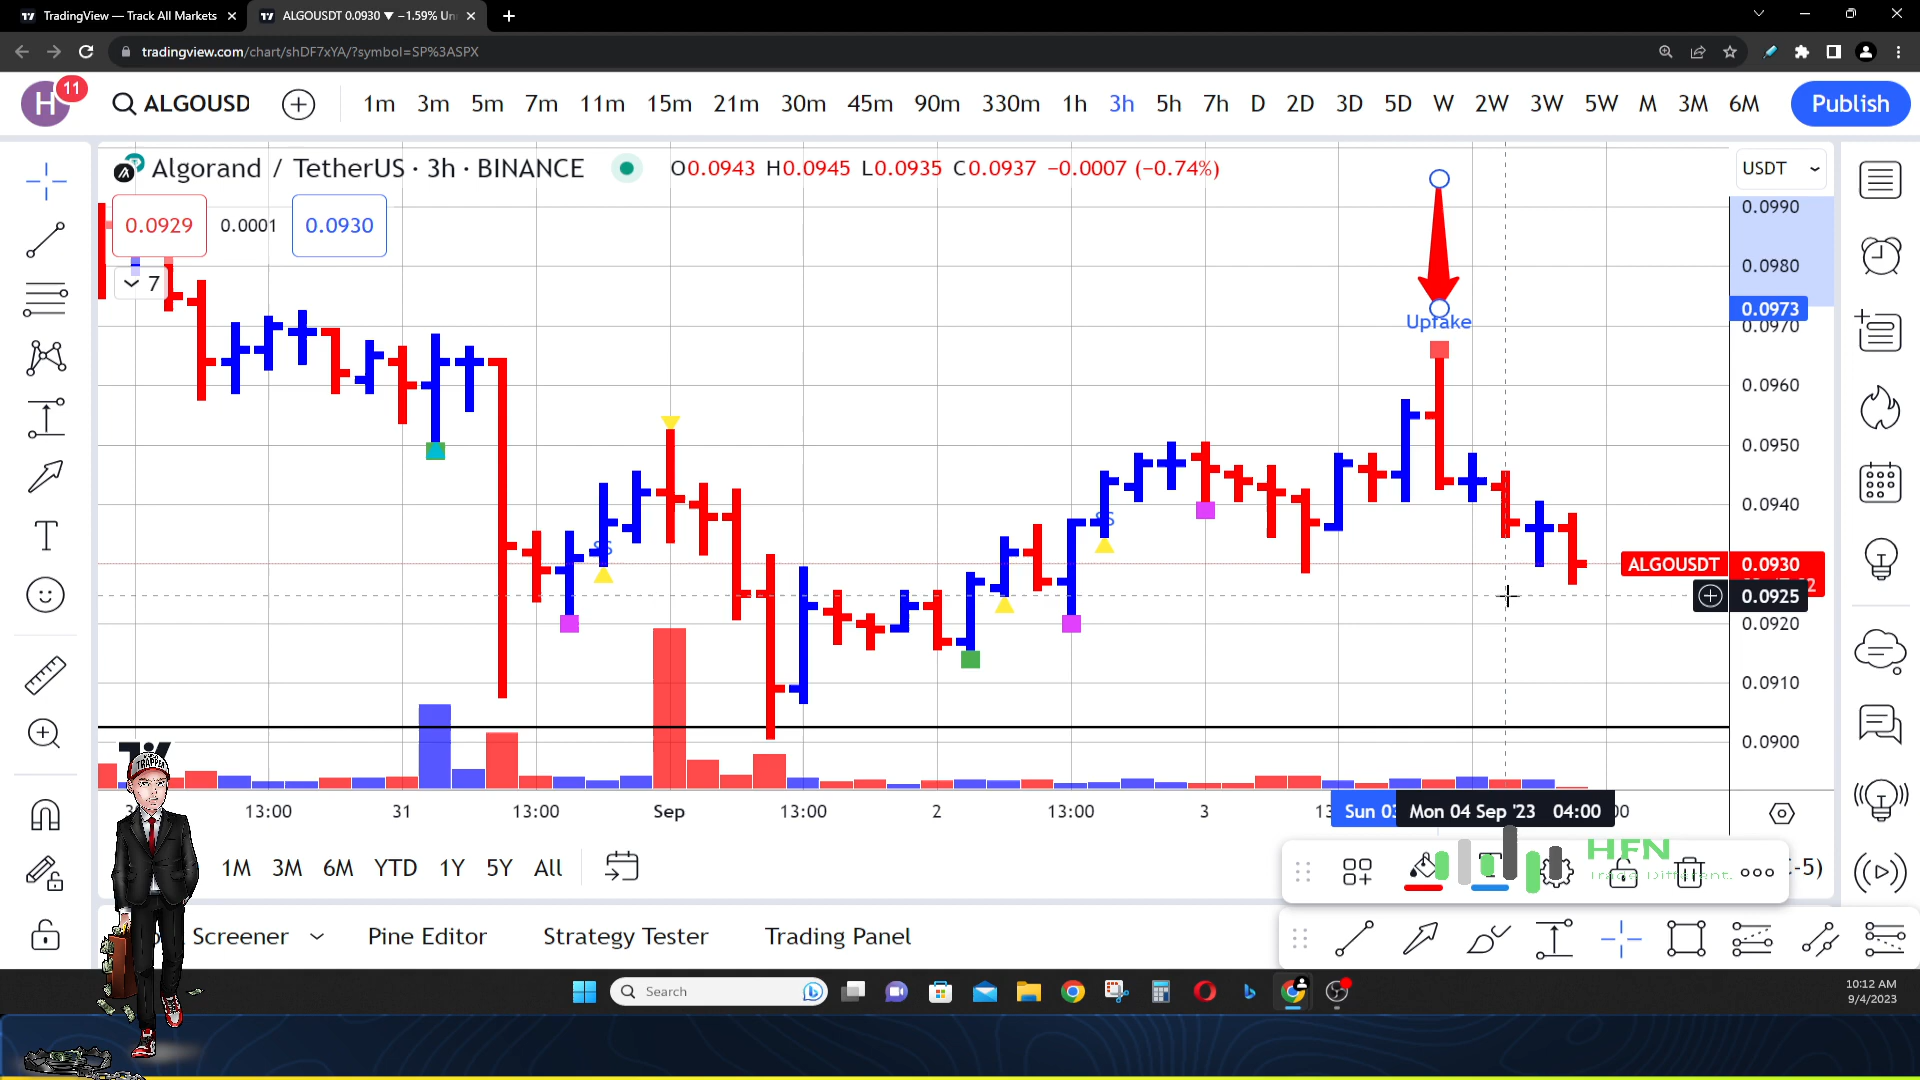 TradingView — Track All Markets
ALGOUSDT 0.0930 ▼ −1.59% Un
tradingview.com/chart/shDF7xYA/?symbol=SP%3ASPX
H 11 ALGOUSD 1m 3m 5m 7m 11m 15m 21m 30m 45m 90m 330m 1h 3h 5h 7h D 2D 3D 5D W 2W 3W 5W M 3M 6M Publish
Algorand / TetherUS · 3h · BINANCE O0.0943 H0.0945 L0.0935 C0.0937 −0.0007 (−0.74%) USDT
0.0929 0.0001 0.0930
7
0.0990
0.0980
0.0973
0.0970
Uptake
0.0960
0.0950
0.0940
SS
SS
ALGOUSDT 0.0930
0.0925
0.0920
0.0910
0.0900
TRAPPER
13:00 31 13:00 Sep 13:00 2 13:00 3 Sun 03 Mon 04 Sep '23 04:00
1M 3M 6M YTD 1Y 5Y All
HFN
Trade Different.
-5)
Screener Pine Editor Strategy Tester Trading Panel
Search
10:12 AM
9/4/2023